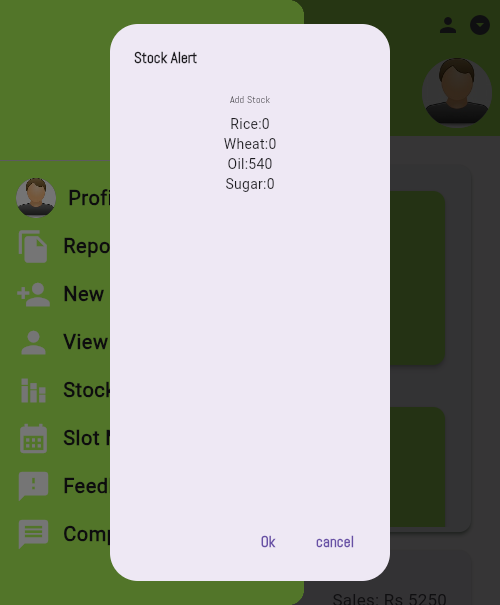 Stock Alert
Add Stock
Rice:0
Wheat:0
Oil:540
Sugar:0
Ok
cancel
Profi
Repo
New
View
Stock
Slot
Feed
Comp
Sales: Rs 5250